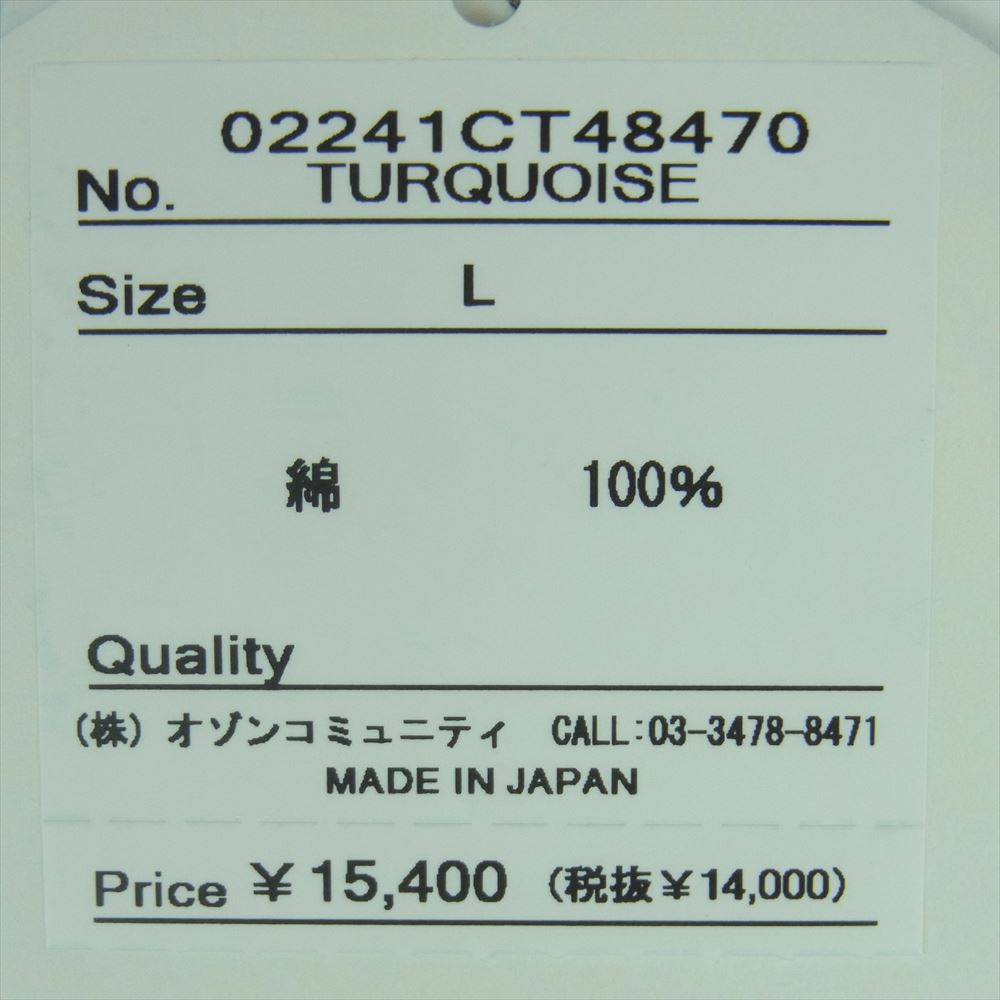 02241CT48470
No. TURQUOISE
Size L
綿 100%
Quality
(株) オゾンコミュニティ CALL:03-3478-8471
MADE IN JAPAN
Price ¥15,400 (税抜¥14,000)